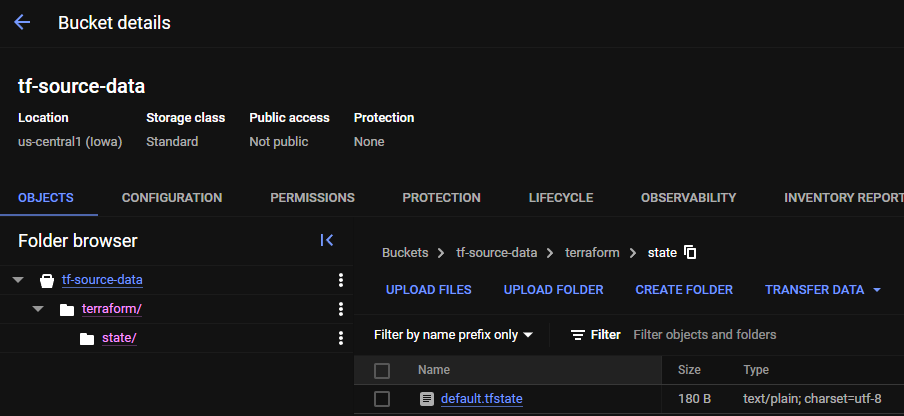 Bucket details
tf-source-data
Location Storage class Public access Protection
us-central1 (Iowa) Standard Not public None
OBJECTS CONFIGURATION PERMISSIONS PROTECTION LIFECYCLE OBSERVABILITY INVENTORY REPORT
Folder browser
tf-source-data
terraform/
state/
Buckets > tf-source-data > terraform > state
UPLOAD FILES UPLOAD FOLDER CREATE FOLDER TRANSFER DATA
Filter by name prefix only Filter Filter objects and folders
Name Size Type
default.tfstate 180 B text/plain; charset=utf-8